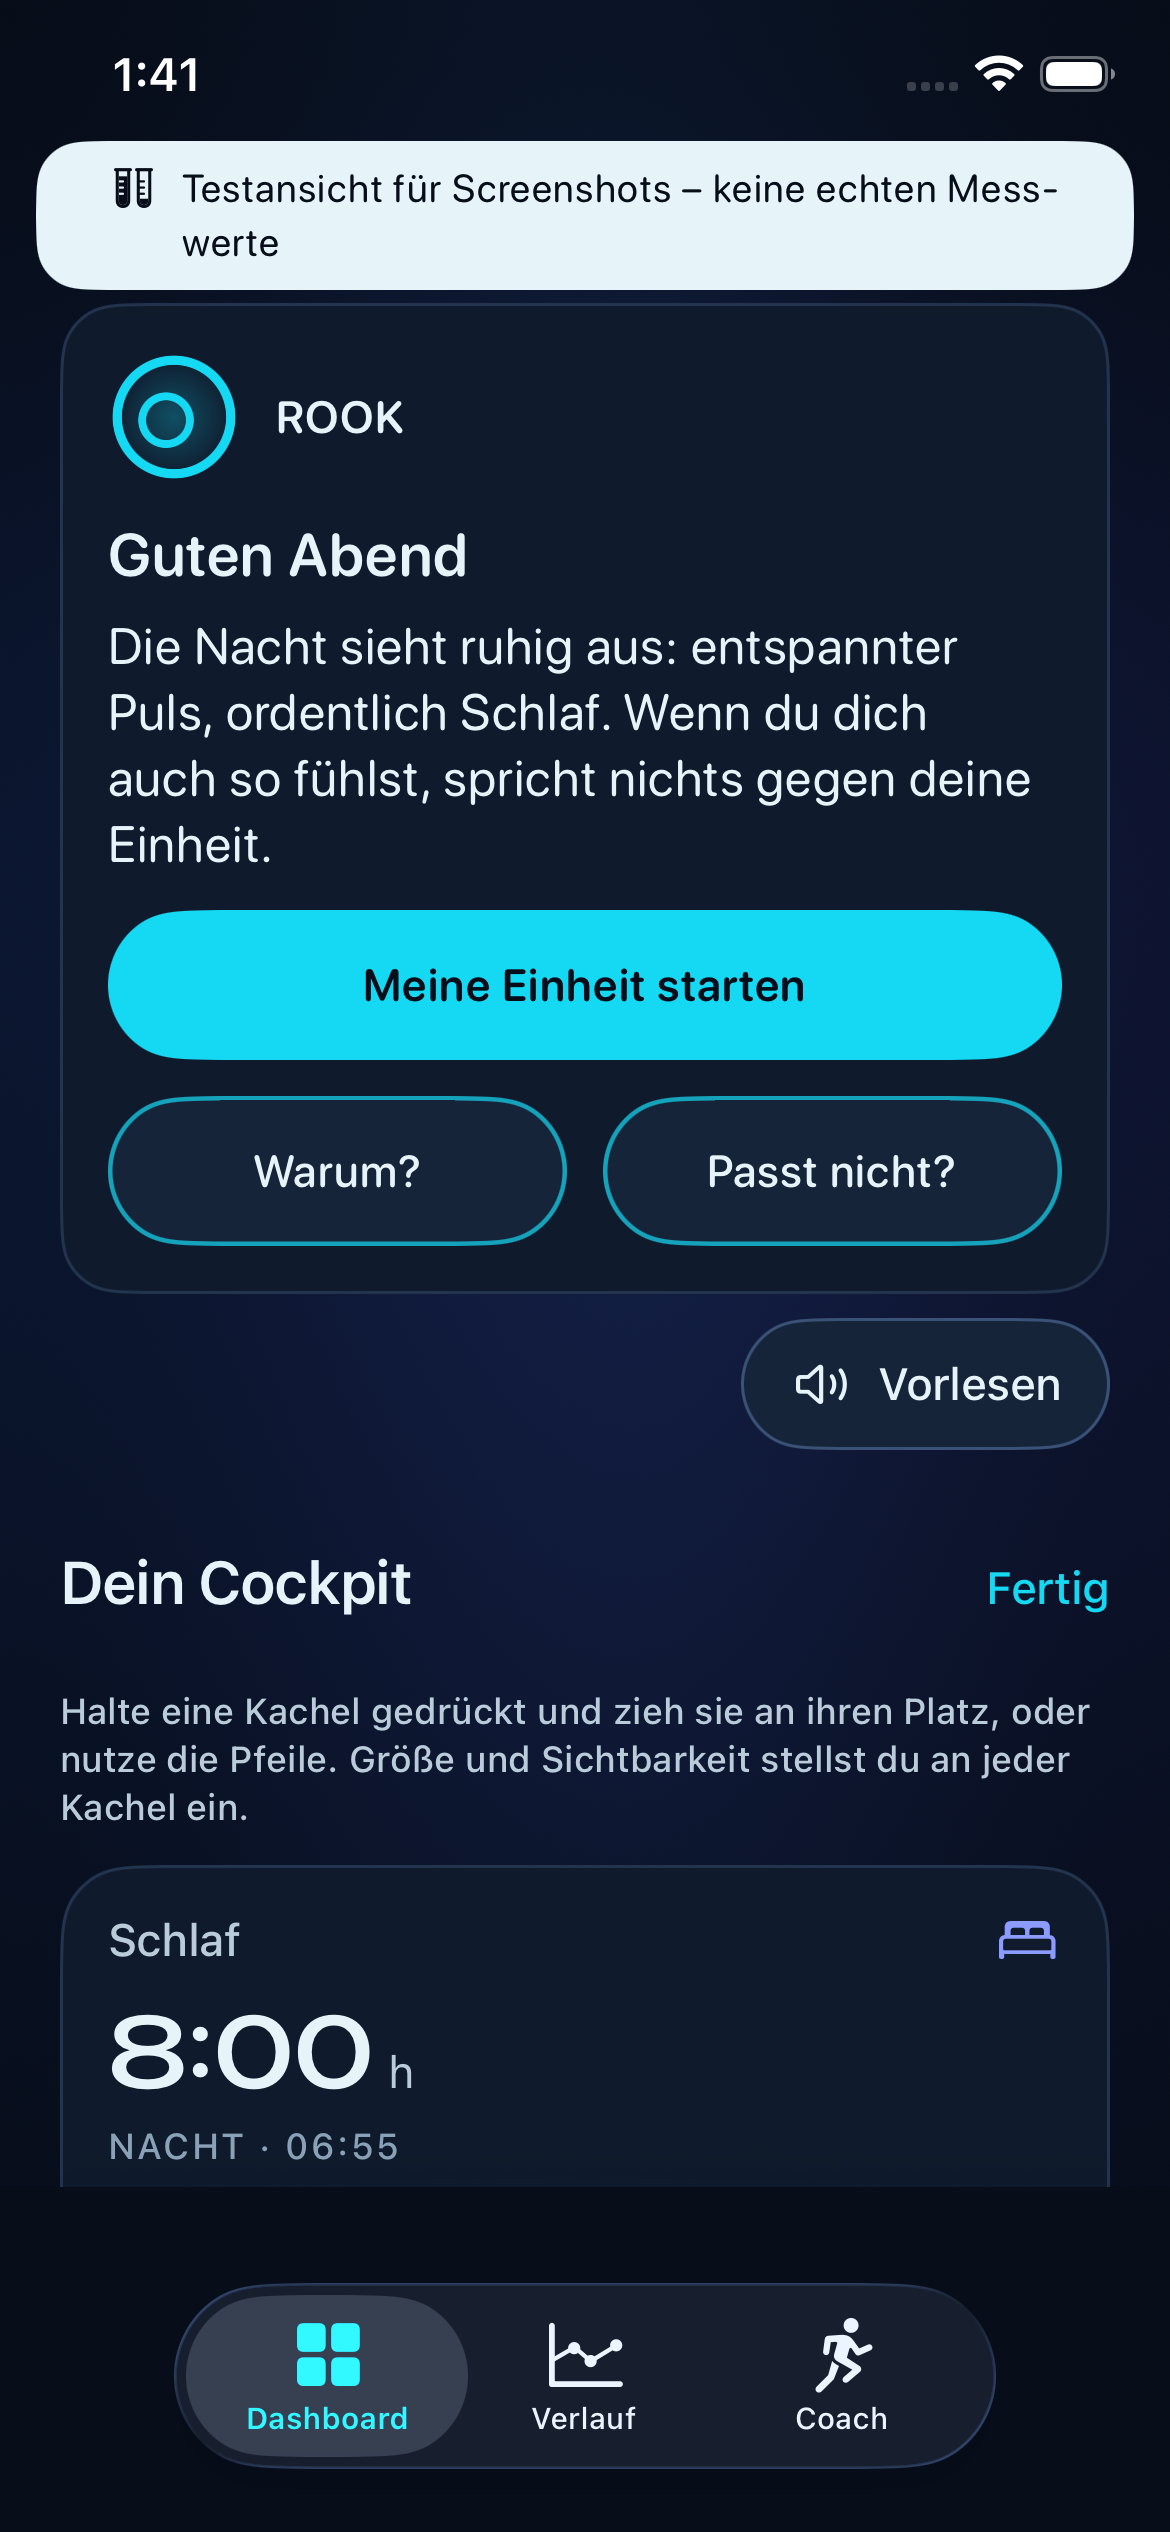 1:41
Testansicht für Screenshots – keine echten Mess-
werte
ROOK
Guten Abend
Die Nacht sieht ruhig aus: entspannter
Puls, ordentlich Schlaf. Wenn du dich
auch so fühlst, spricht nichts gegen deine
Einheit.
Meine Einheit starten
Warum?
Passt nicht?
Vorlesen
Dein Cockpit
Fertig
Halte eine Kachel gedrückt und zieh sie an ihren Platz, oder
nutze die Pfeile. Größe und Sichtbarkeit stellst du an jeder
Kachel ein.
Schlaf
8:00 h
NACHT · 06:55
Dashboard
Verlauf
Coach